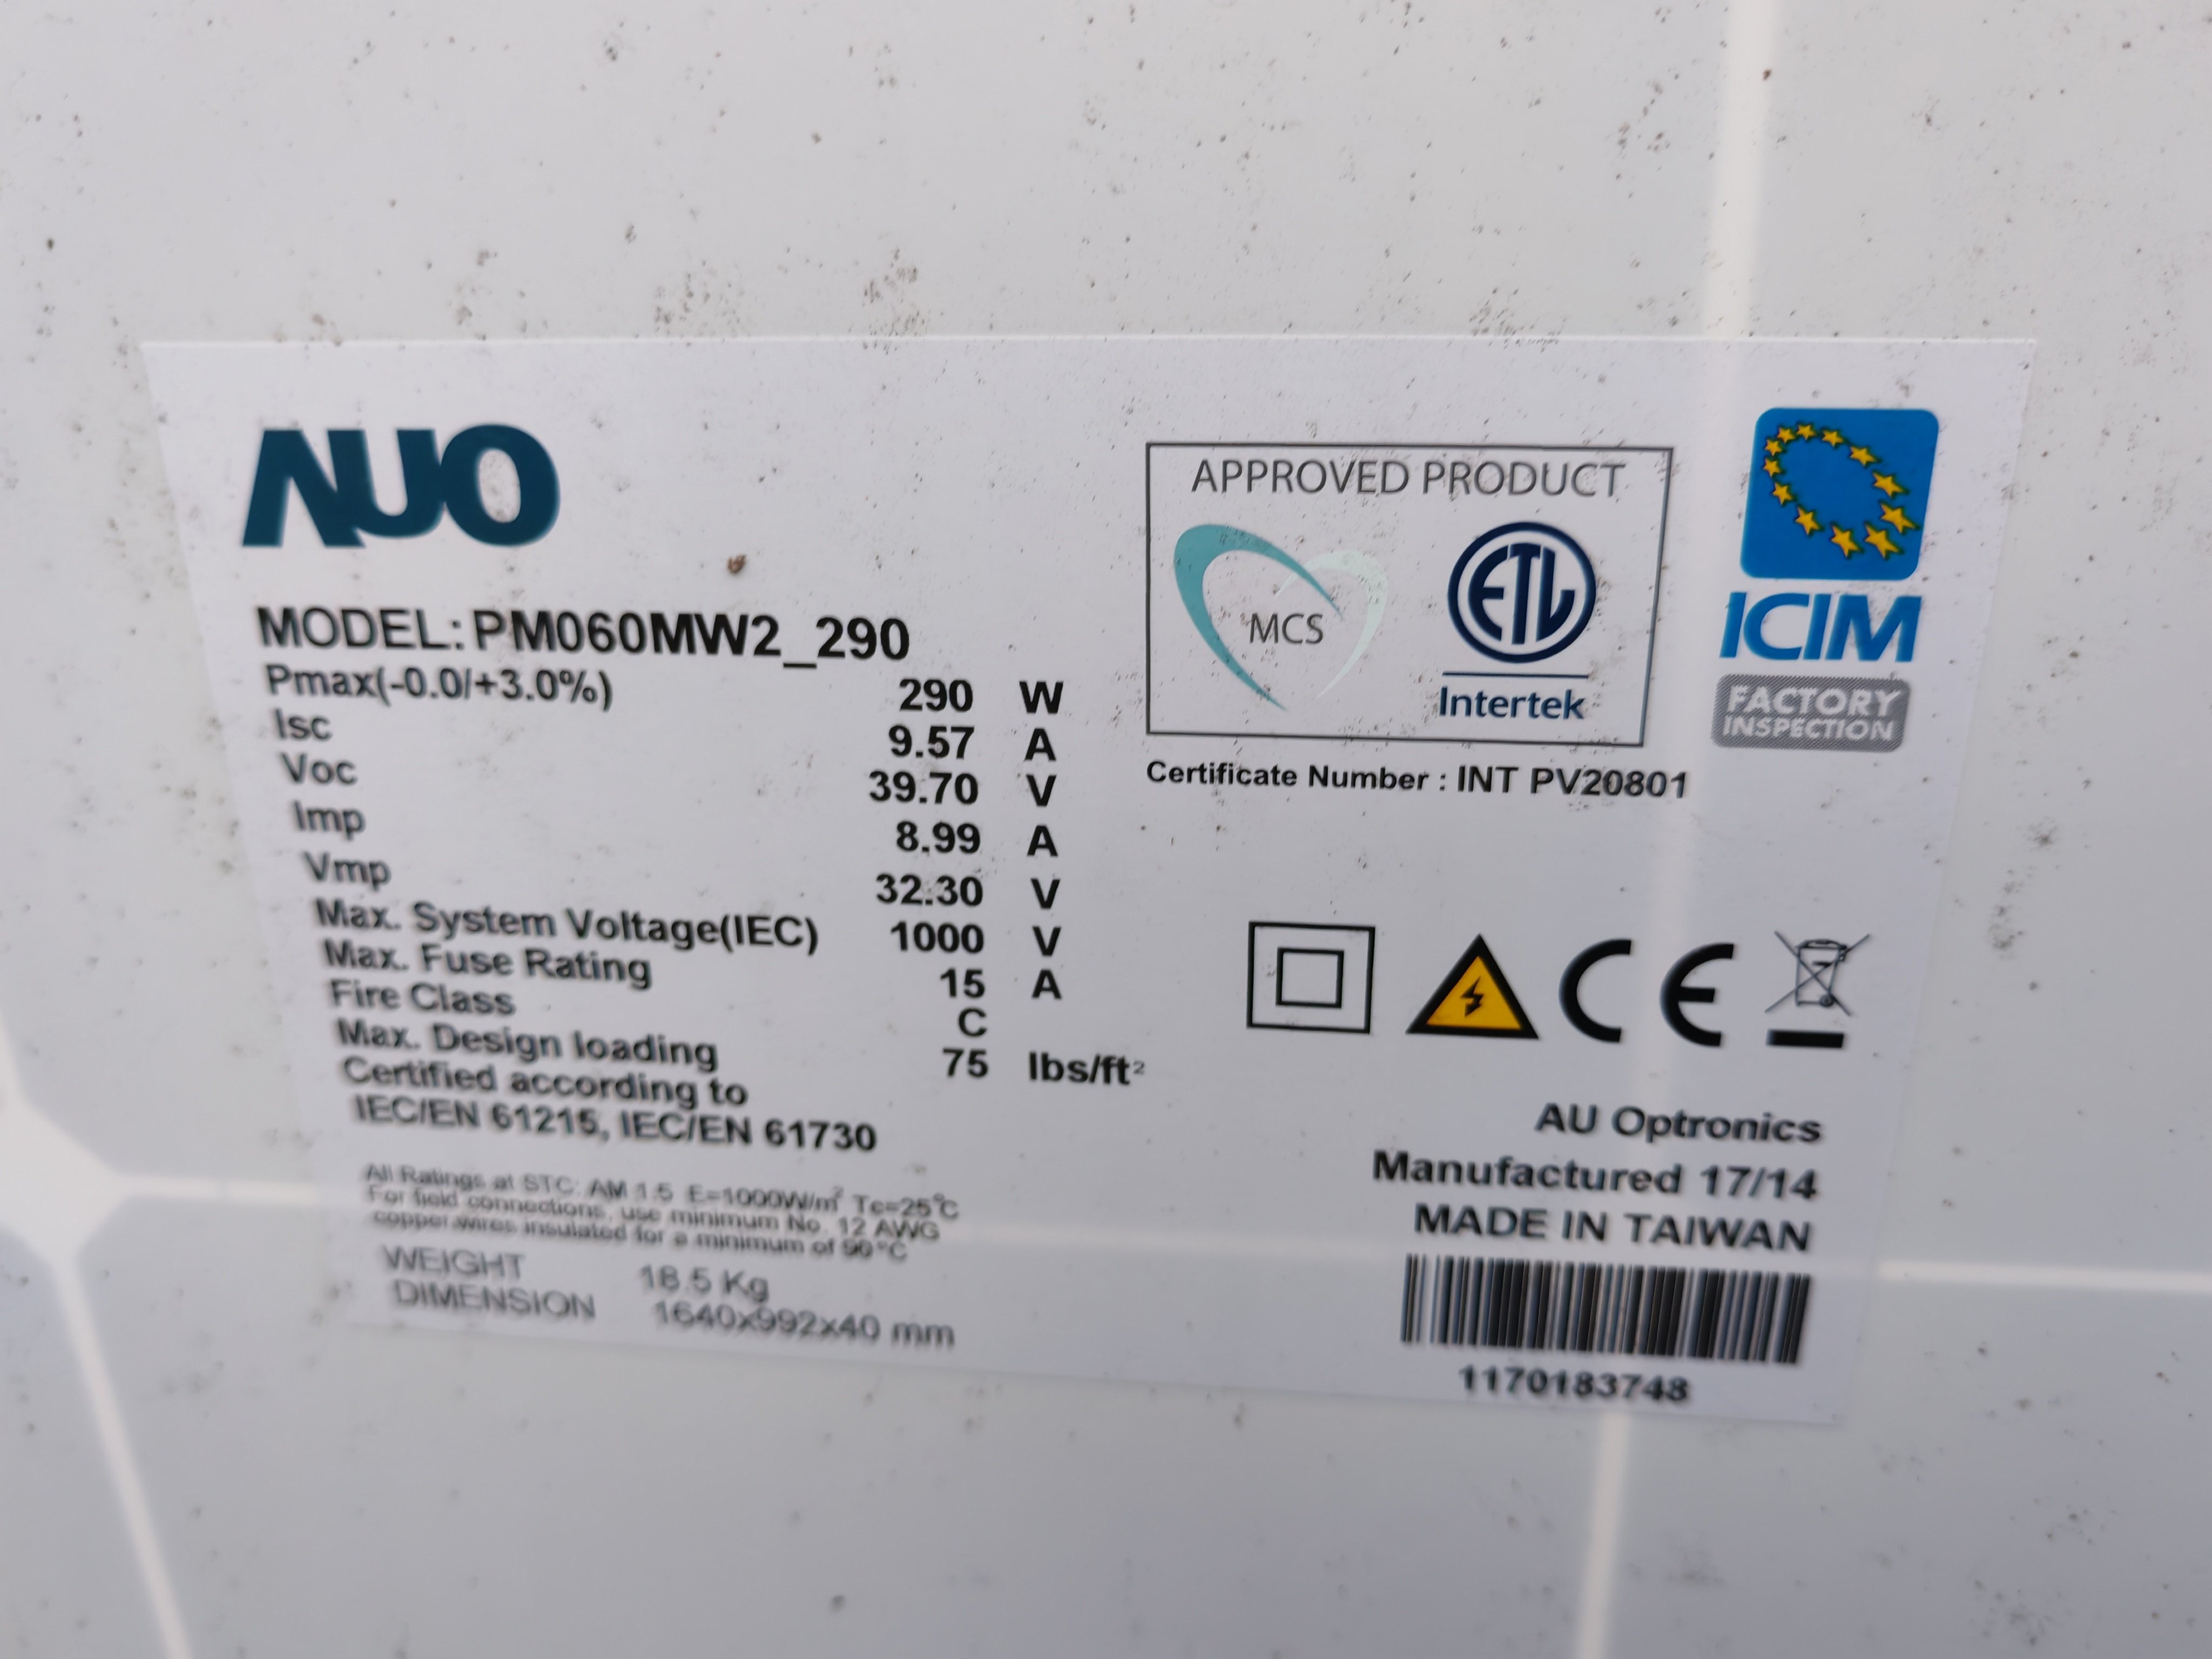 AUO
MODEL: PM060MW2_290
Pmax(-0.0/+3.0%) 290 W
Isc 9.57 A
Voc 39.70 V
Imp 8.99 A
Vmp 32.30 V
Max. System Voltage(IEC) 1000 V
Max. Fuse Rating 15 A
Fire Class C
Max. Design loading 75 lbs/ft²
Certified according to
IEC/EN 61215, IEC/EN 61730
All Ratings at STC: AM 1.5 E=1000W/m² Tc=25°C
For field connections, use minimum No. 12 AWG
copper wires insulated for a minimum of 90°C
WEIGHT 18.5 Kg
DIMENSION 1640x992x40 mm
APPROVED PRODUCT
MCS
ETL
Intertek
Certificate Number : INT PV20801
ICIM
FACTORY
INSPECTION
CE
AU Optronics
Manufactured 17/14
MADE IN TAIWAN
1170183748